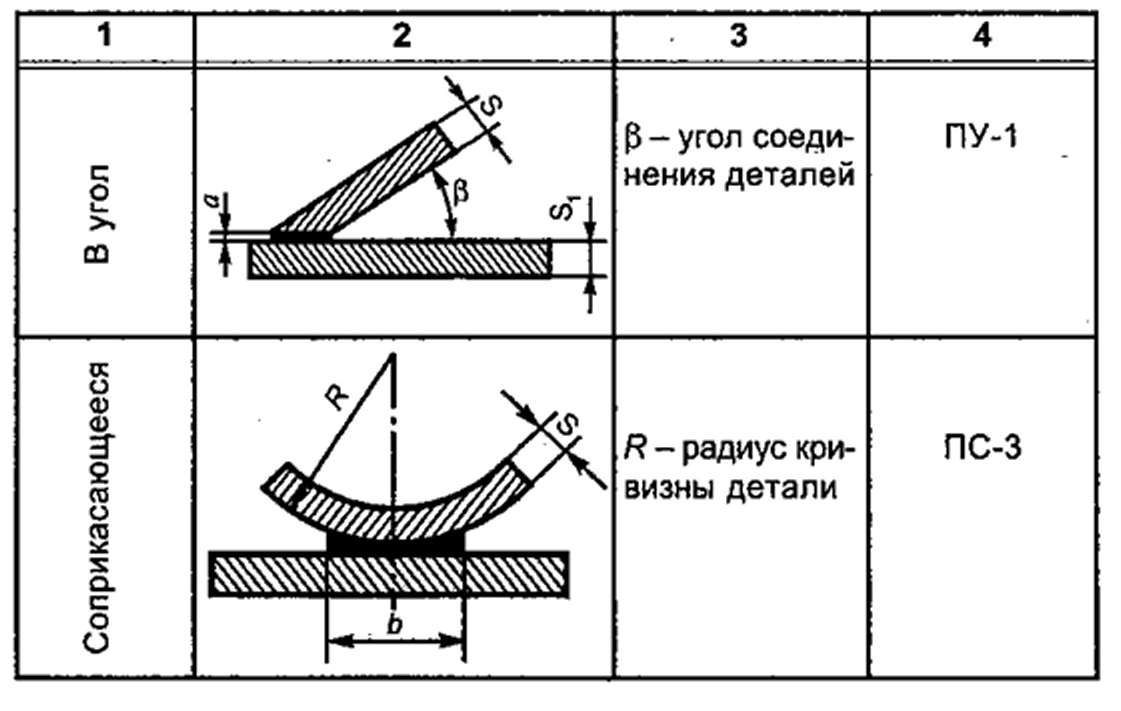 1
2
3
4
В угол
a
S
β
S₁
β – угол соеди-
нения деталей
ПУ-1
Соприкасающееся
R
S
b
R – радиус кри-
визны детали
ПС-3